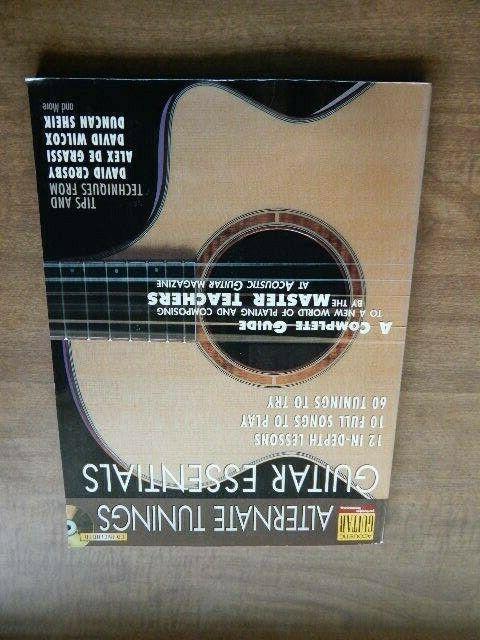 ACOUSTIC
GUITAR
CD INCLUDED
ALTERNATE TUNINGS
GUITAR ESSENTIALS
12 IN-DEPTH LESSONS
10 FULL SONGS TO PLAY
60 TUNINGS TO TRY
A COMPLETE GUIDE
TO A NEW WORLD OF PLAYING AND COMPOSING
BY THE MASTER TEACHERS
AT ACOUSTIC GUITAR MAGAZINE
TIPS AND
TECHNIQUES FROM
DAVID CROSBY
ALEX DE GRASSI
DAVID WILCOX
DUNCAN SHEIK
and More